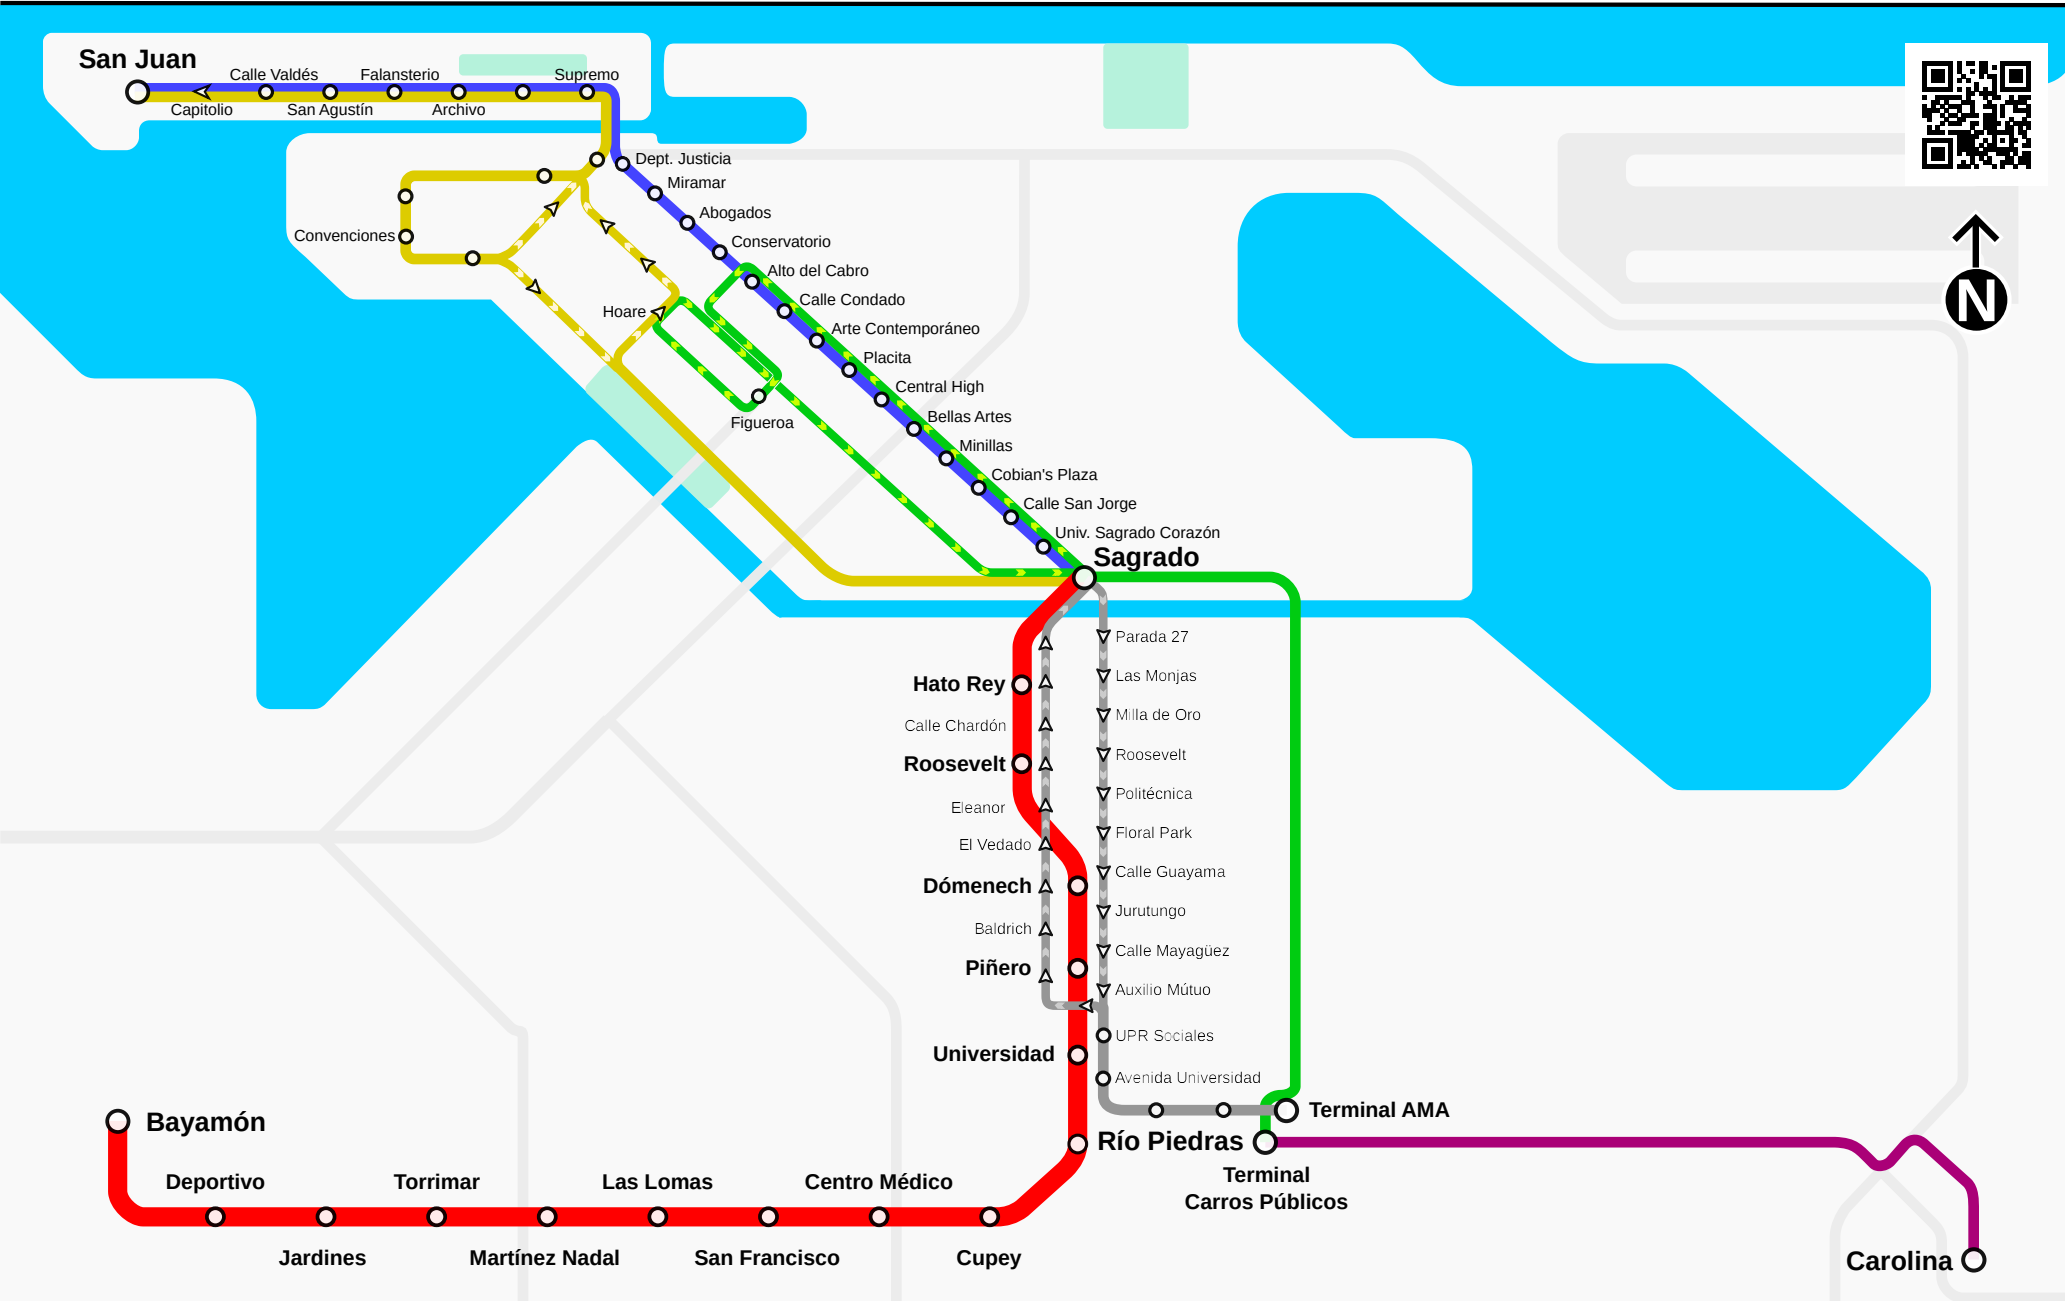 San Juan
Calle Valdés
Falansterio
Supremo
Capitolio
San Agustín
Archivo
Dept. Justicia
Miramar
Abogados
Conservatorio
Convenciones
Alto del Cabro
Calle Condado
Hoare
Arte Contemporáneo
Placita
Central High
Figueroa
Bellas Artes
Minillas
Cobian's Plaza
Calle San Jorge
Univ. Sagrado Corazón
Sagrado
N
Parada 27
Las Monjas
Hato Rey
Milla de Oro
Calle Chardón
Roosevelt
Roosevelt
Politécnica
Eleanor
Floral Park
El Vedado
Calle Guayama
Dómenech
Jurutungo
Baldrich
Calle Mayagüez
Piñero
Auxilio Mútuo
UPR Sociales
Universidad
Avenida Universidad
Terminal AMA
Bayamón
Río Piedras
Terminal
Carros Públicos
Deportivo
Torrimar
Las Lomas
Centro Médico
Jardines
Martínez Nadal
San Francisco
Cupey
Carolina